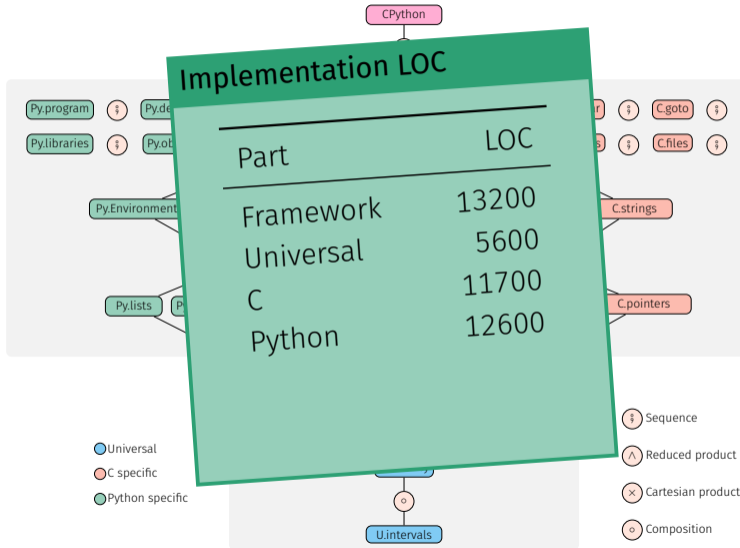 CPython
Implementation LOC
Part LOC
Framework 13200
Universal 5600
C 11700
Python 12600
Py.program
C.goto
Py.libraries
C.files
Py.Environment
C.strings
Py.lists
C.pointers
Universal
C specific
Python specific
Sequence
Reduced product
Cartesian product
Composition
U.intervals